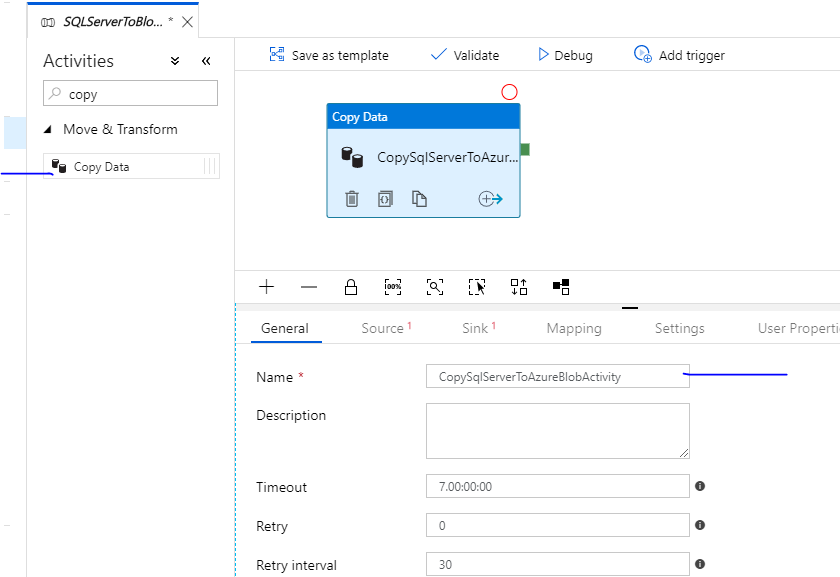 SQLServerToBlo... *
Activities
Save as template Validate Debug Add trigger
copy
Move & Transform
Copy Data
Copy Data
CopySqlServerToAzur...
100%
General Source 1 Sink 1 Mapping Settings User Properti
Name * CopySqlServerToAzureBlobActivity
Description
Timeout 7.00:00:00
Retry 0
Retry interval 30